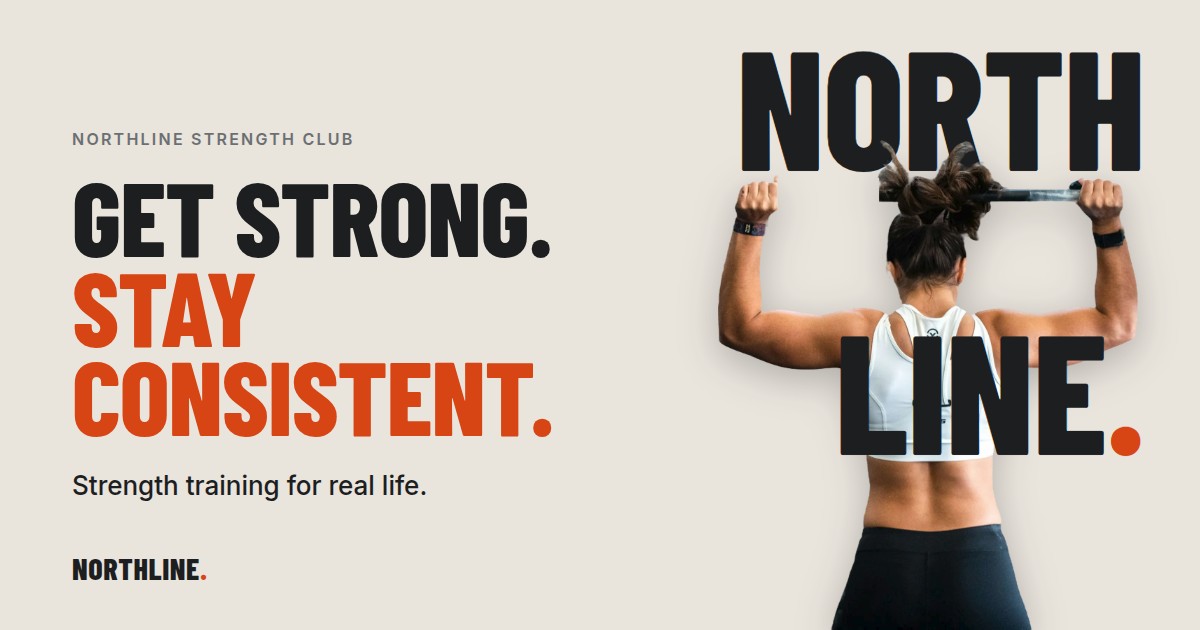 NORTHLINE STRENGTH CLUB
GET STRONG.
STAY
CONSISTENT.
Strength training for real life.
NORTHLINE.
NORTH
LINE.